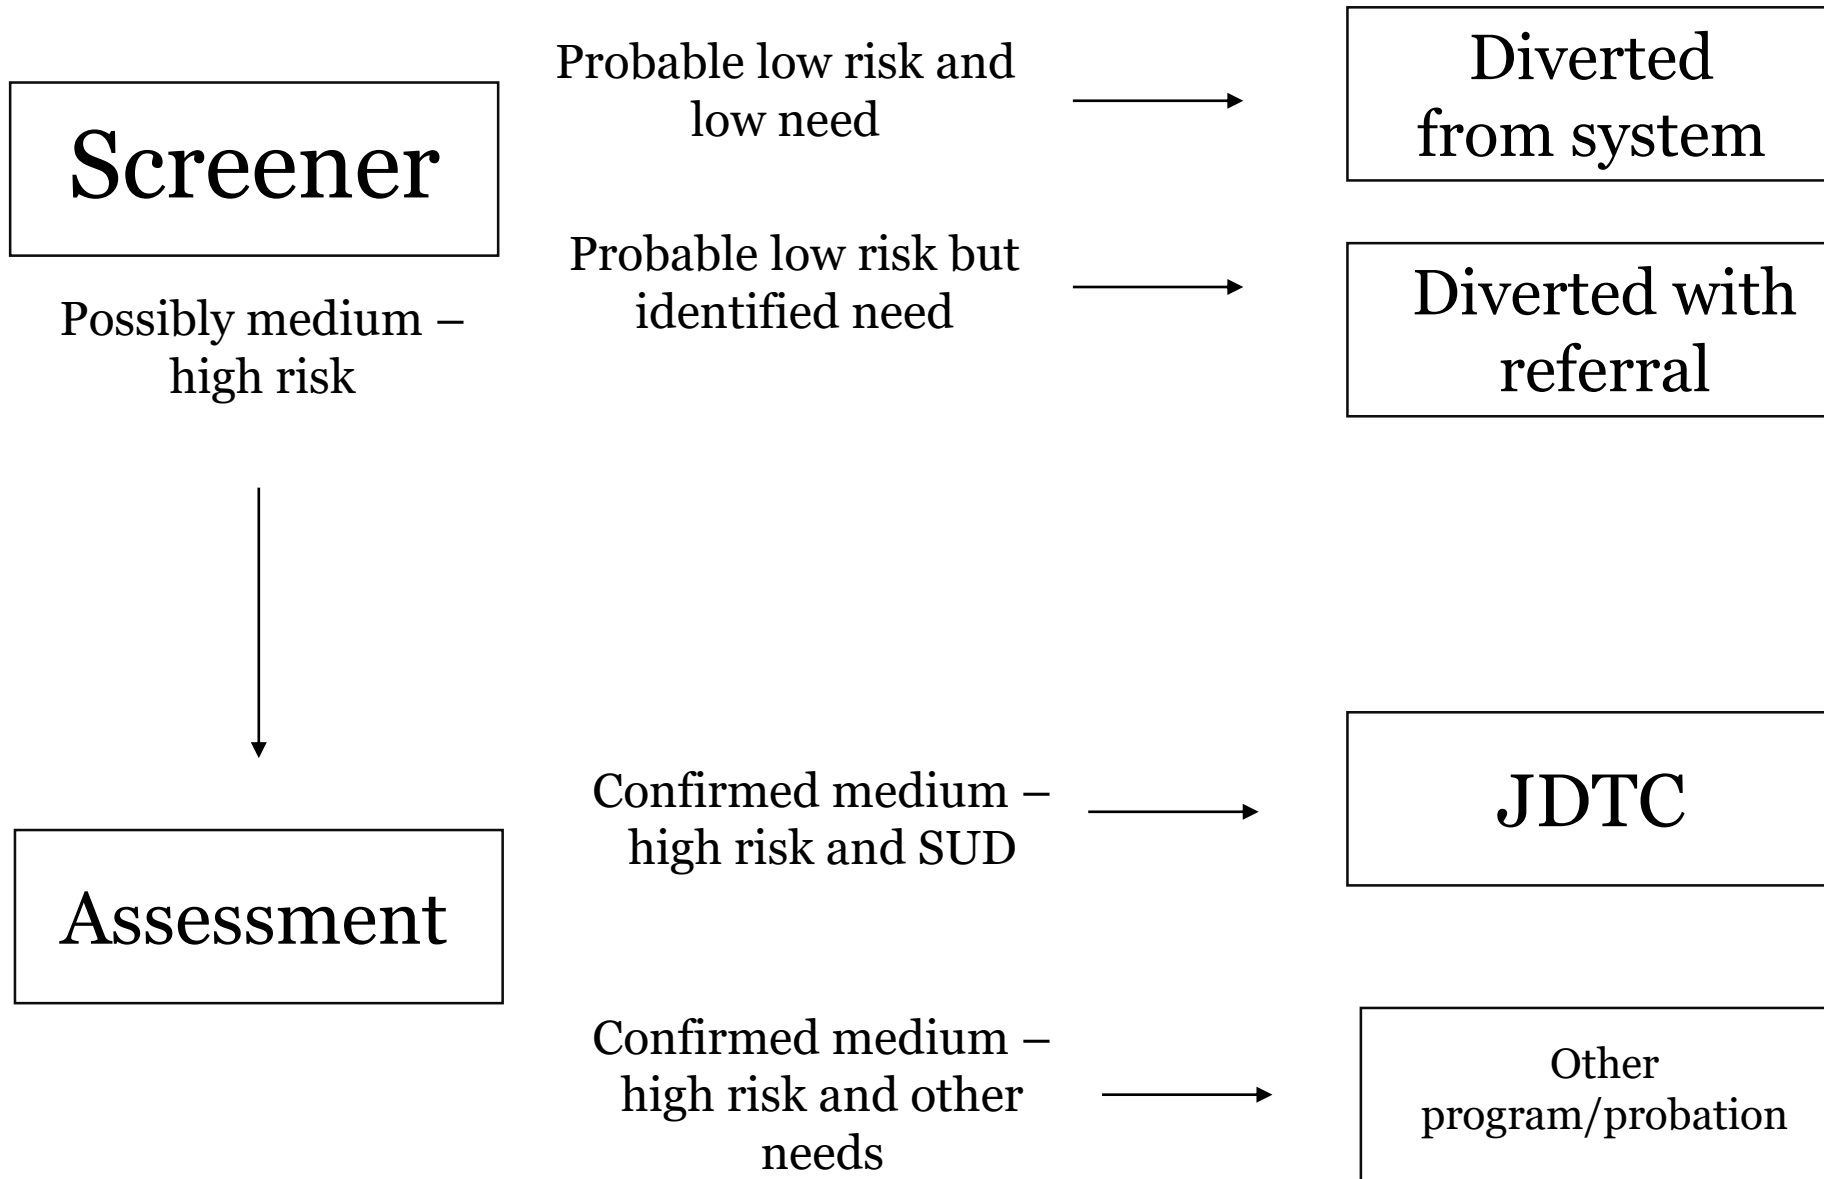 Screener
Possibly medium –
high risk
Probable low risk and
low need
Diverted
from system
Probable low risk but
identified need
Diverted with
referral
Assessment
Confirmed medium –
high risk and SUD
JDTC
Confirmed medium –
high risk and other
needs
Other
program/probation